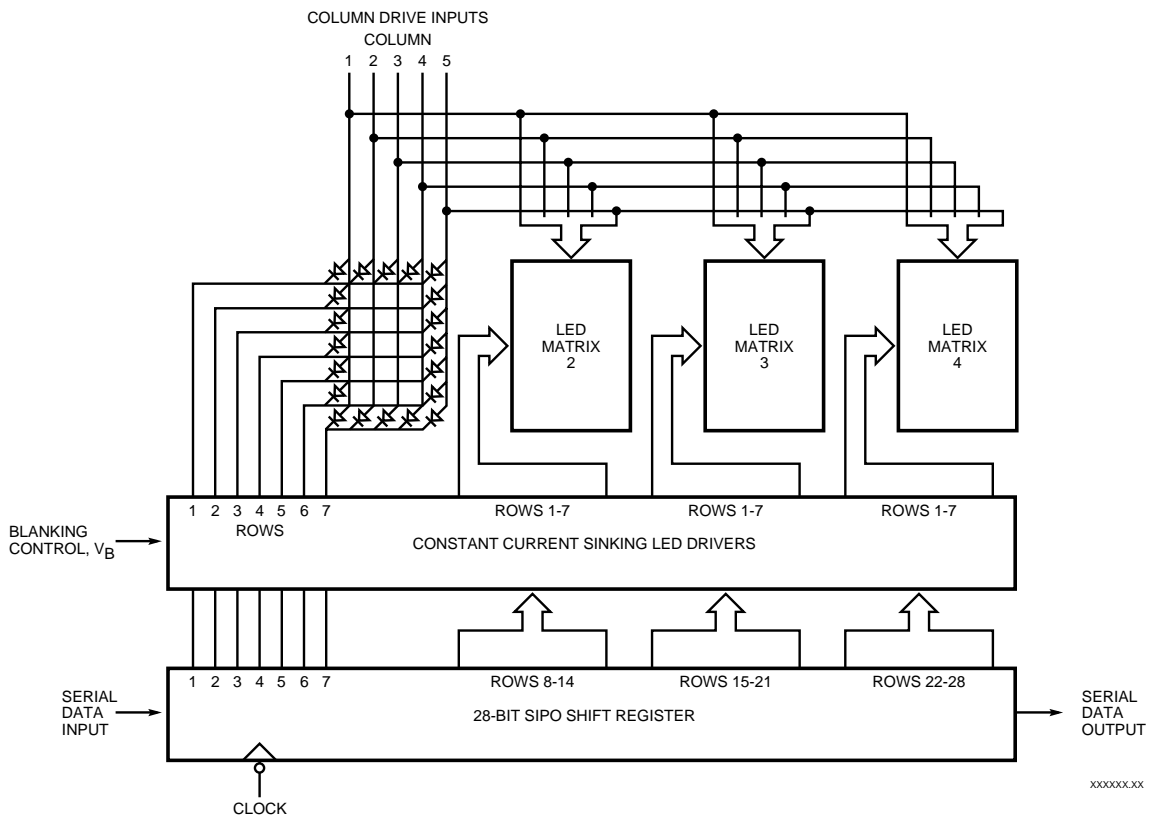 COLUMN DRIVE INPUTS
COLUMN
1 2 3 4 5
LED
MATRIX
2
LED
MATRIX
3
LED
MATRIX
4
1 2 3 4 5 6 7
ROWS
ROWS 1-7
ROWS 1-7
ROWS 1-7
BLANKING
CONTROL, VB
CONSTANT CURRENT SINKING LED DRIVERS
1 2 3 4 5 6 7
ROWS 8-14
ROWS 15-21
ROWS 22-28
SERIAL
DATA
INPUT
28-BIT SIPO SHIFT REGISTER
SERIAL
DATA
OUTPUT
CLOCK
xxxxxx.xx